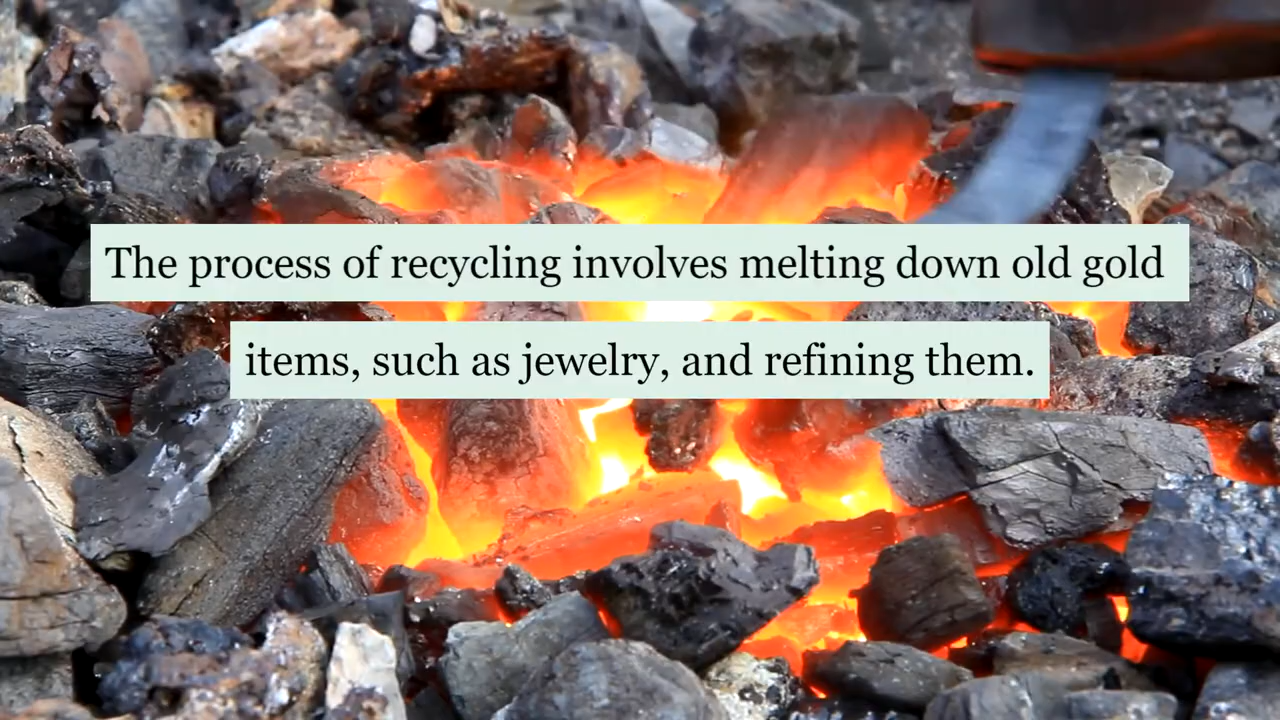 The process of recycling involves melting down old gold
items, such as jewelry, and refining them.